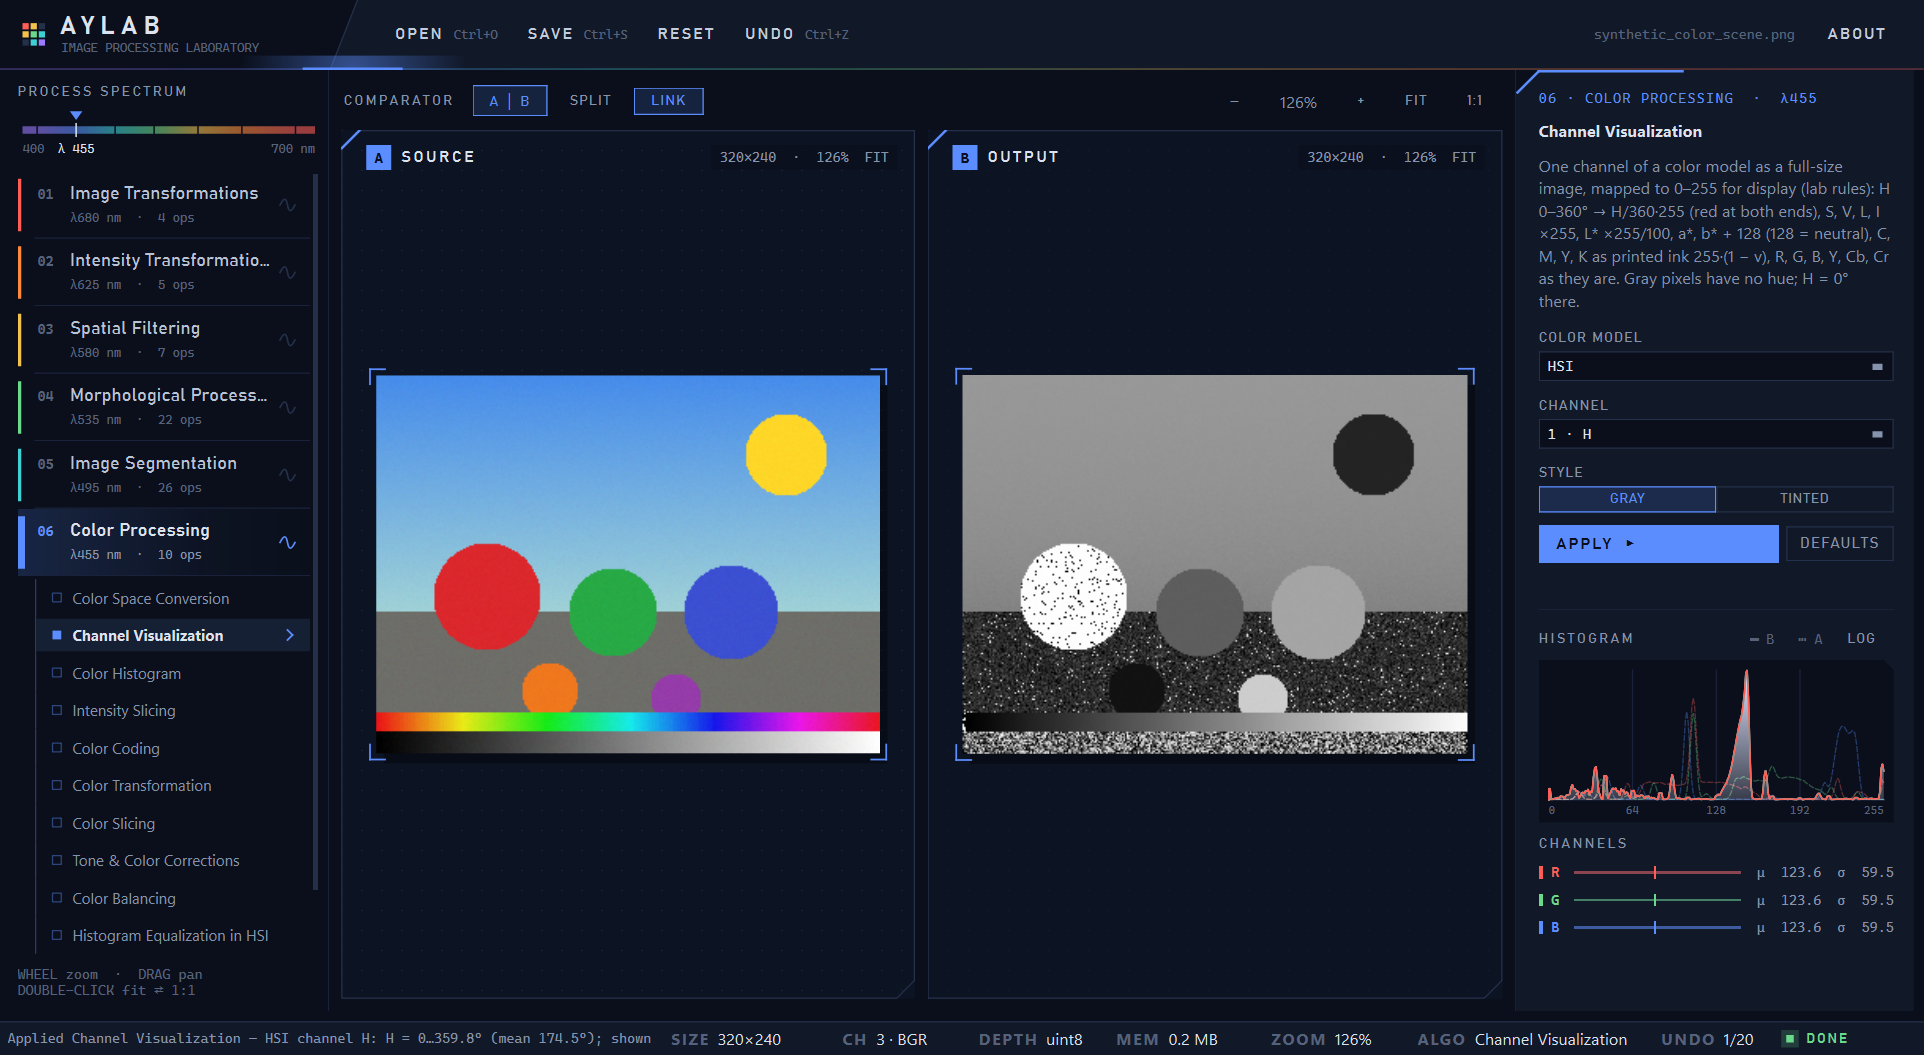 AYLAB
IMAGE PROCESSING LABORATORY
OPEN Ctrl+O SAVE Ctrl+S RESET UNDO Ctrl+Z
synthetic_color_scene.png ABOUT
PROCESS SPECTRUM
400 λ 455 700 nm
01 Image Transformations
λ680 nm · 4 ops
02 Intensity Transformatio…
λ625 nm · 5 ops
03 Spatial Filtering
λ580 nm · 7 ops
04 Morphological Process…
λ535 nm · 22 ops
05 Image Segmentation
λ495 nm · 26 ops
06 Color Processing
λ455 nm · 10 ops
Color Space Conversion
Channel Visualization
Color Histogram
Intensity Slicing
Color Coding
Color Transformation
Color Slicing
Tone & Color Corrections
Color Balancing
Histogram Equalization in HSI
WHEEL zoom · DRAG pan
DOUBLE-CLICK fit ⇄ 1:1
COMPARATOR A | B SPLIT LINK
− 126% + FIT 1:1
A SOURCE 320×240 · 126% FIT
B OUTPUT 320×240 · 126% FIT
06 · COLOR PROCESSING · λ455
Channel Visualization
One channel of a color model as a full-size
image, mapped to 0–255 for display (lab rules): H
0–360° → H/360·255 (red at both ends), S, V, L, I
×255, L* ×255/100, a*, b* + 128 (128 = neutral), C,
M, Y, K as printed ink 255·(1 − v), R, G, B, Y, Cb, Cr
as they are. Gray pixels have no hue; H = 0°
there.
COLOR MODEL
HSI
CHANNEL
1 · H
STYLE
GRAY TINTED
APPLY ▸ DEFAULTS
HISTOGRAM B A LOG
0 64 128 192 255
CHANNELS
R μ 123.6 σ 59.5
G μ 123.6 σ 59.5
B μ 123.6 σ 59.5
Applied Channel Visualization — HSI channel H: H = 0…359.8° (mean 174.5°); shown SIZE 320×240 CH 3 · BGR DEPTH uint8 MEM 0.2 MB ZOOM 126% ALGO Channel Visualization UNDO 1/20 DONE